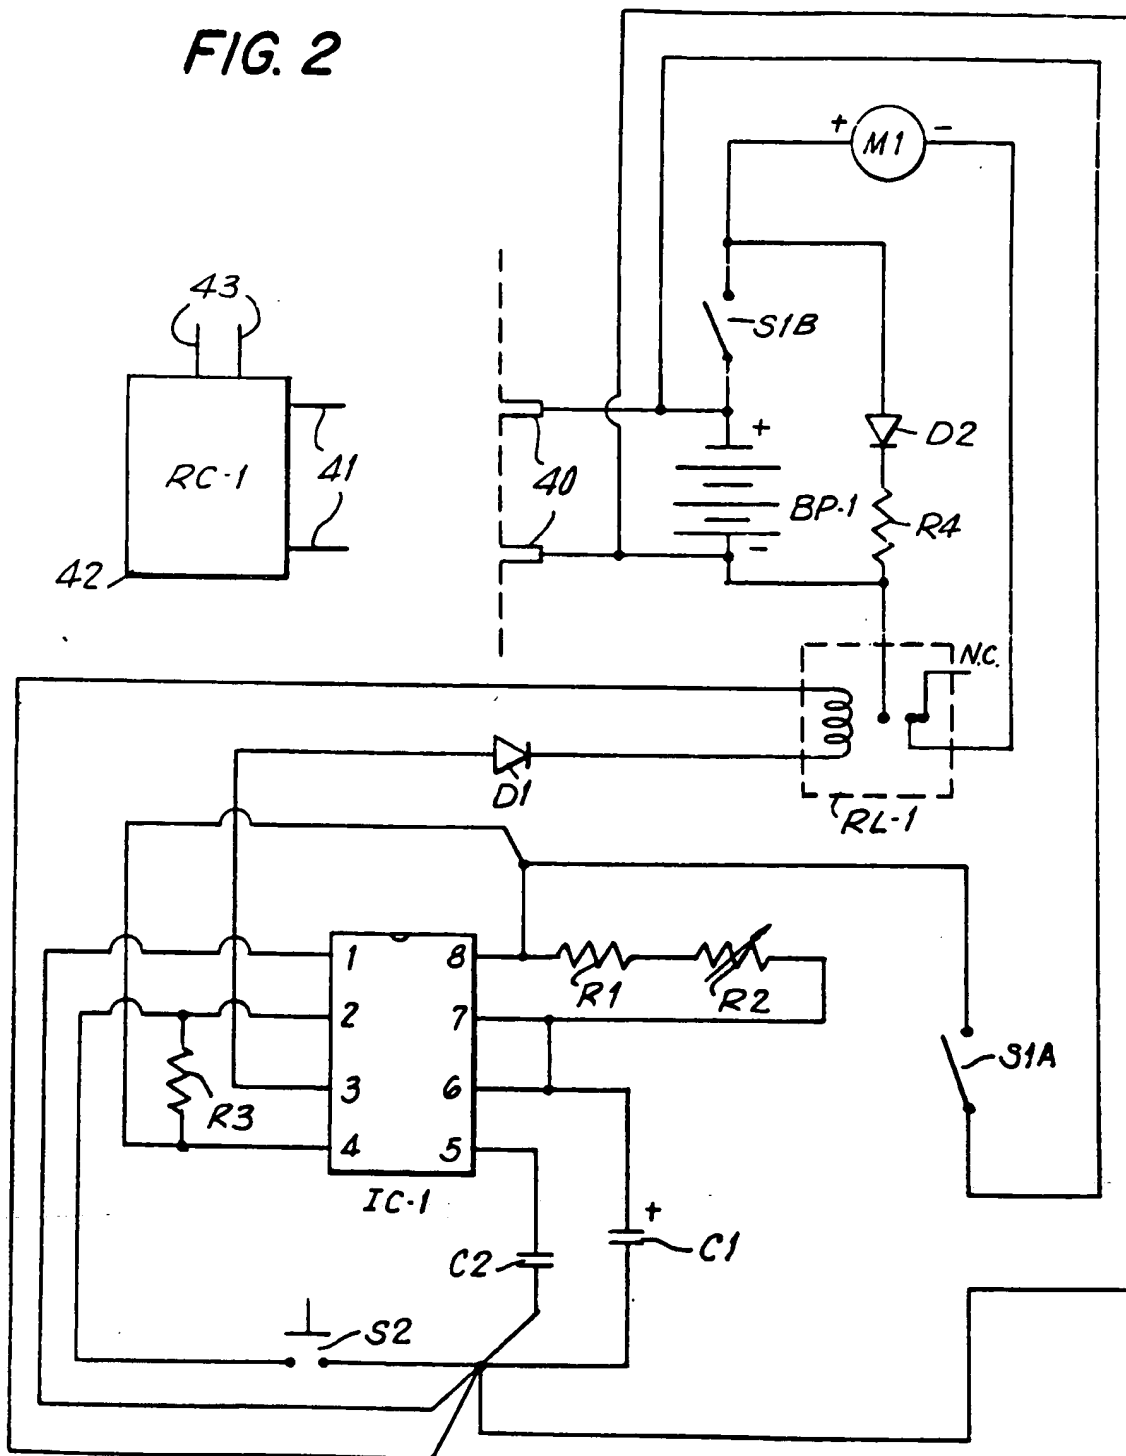 FIG. 2
+ M1 -
43
S1B
D2
RC-1
41
40
+
BP-1
R4
-
42
N.C.
D1
RL-1
1 8
R1 R2
2 7
S1A
3 6
R3
4 5
IC-1
+
C2 C1
S2